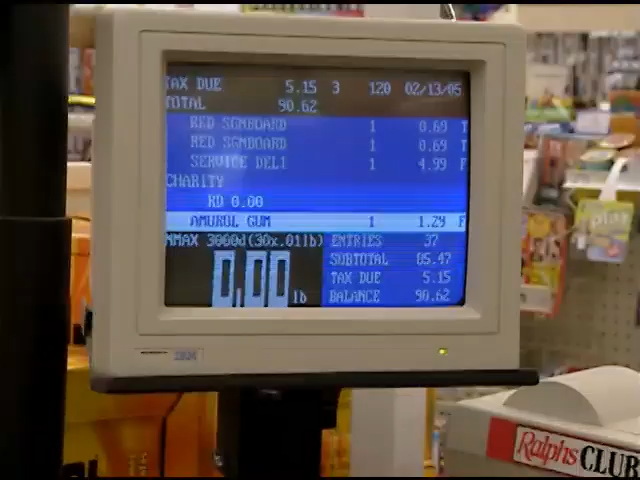 TAX DUE 5.15 3 120 02/13/05
TOTAL 90.62
RED SGNBOARD 1 0.69 T
RED SGNBOARD 1 0.69 T
SERVICE DELI 1 4.99 F
CHARITY
RD 0.00
AMUROL GUM 1 1.29 F
NMAX 3000d(30x.01lb) ENTRIES 37
SUBTOTAL 85.47
0.00 lb TAX DUE 5.15
BALANCE 90.62
IBM
Ralphs CLUB
play